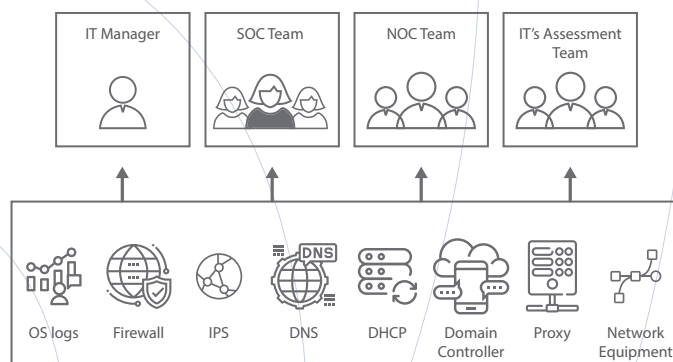 IT Manager
SOC Team
NOC Team
IT's Assessment
Team
DNS
OS logs
Firewall
IPS
DNS
DHCP
Domain
Controller
Proxy
Network
Equipment